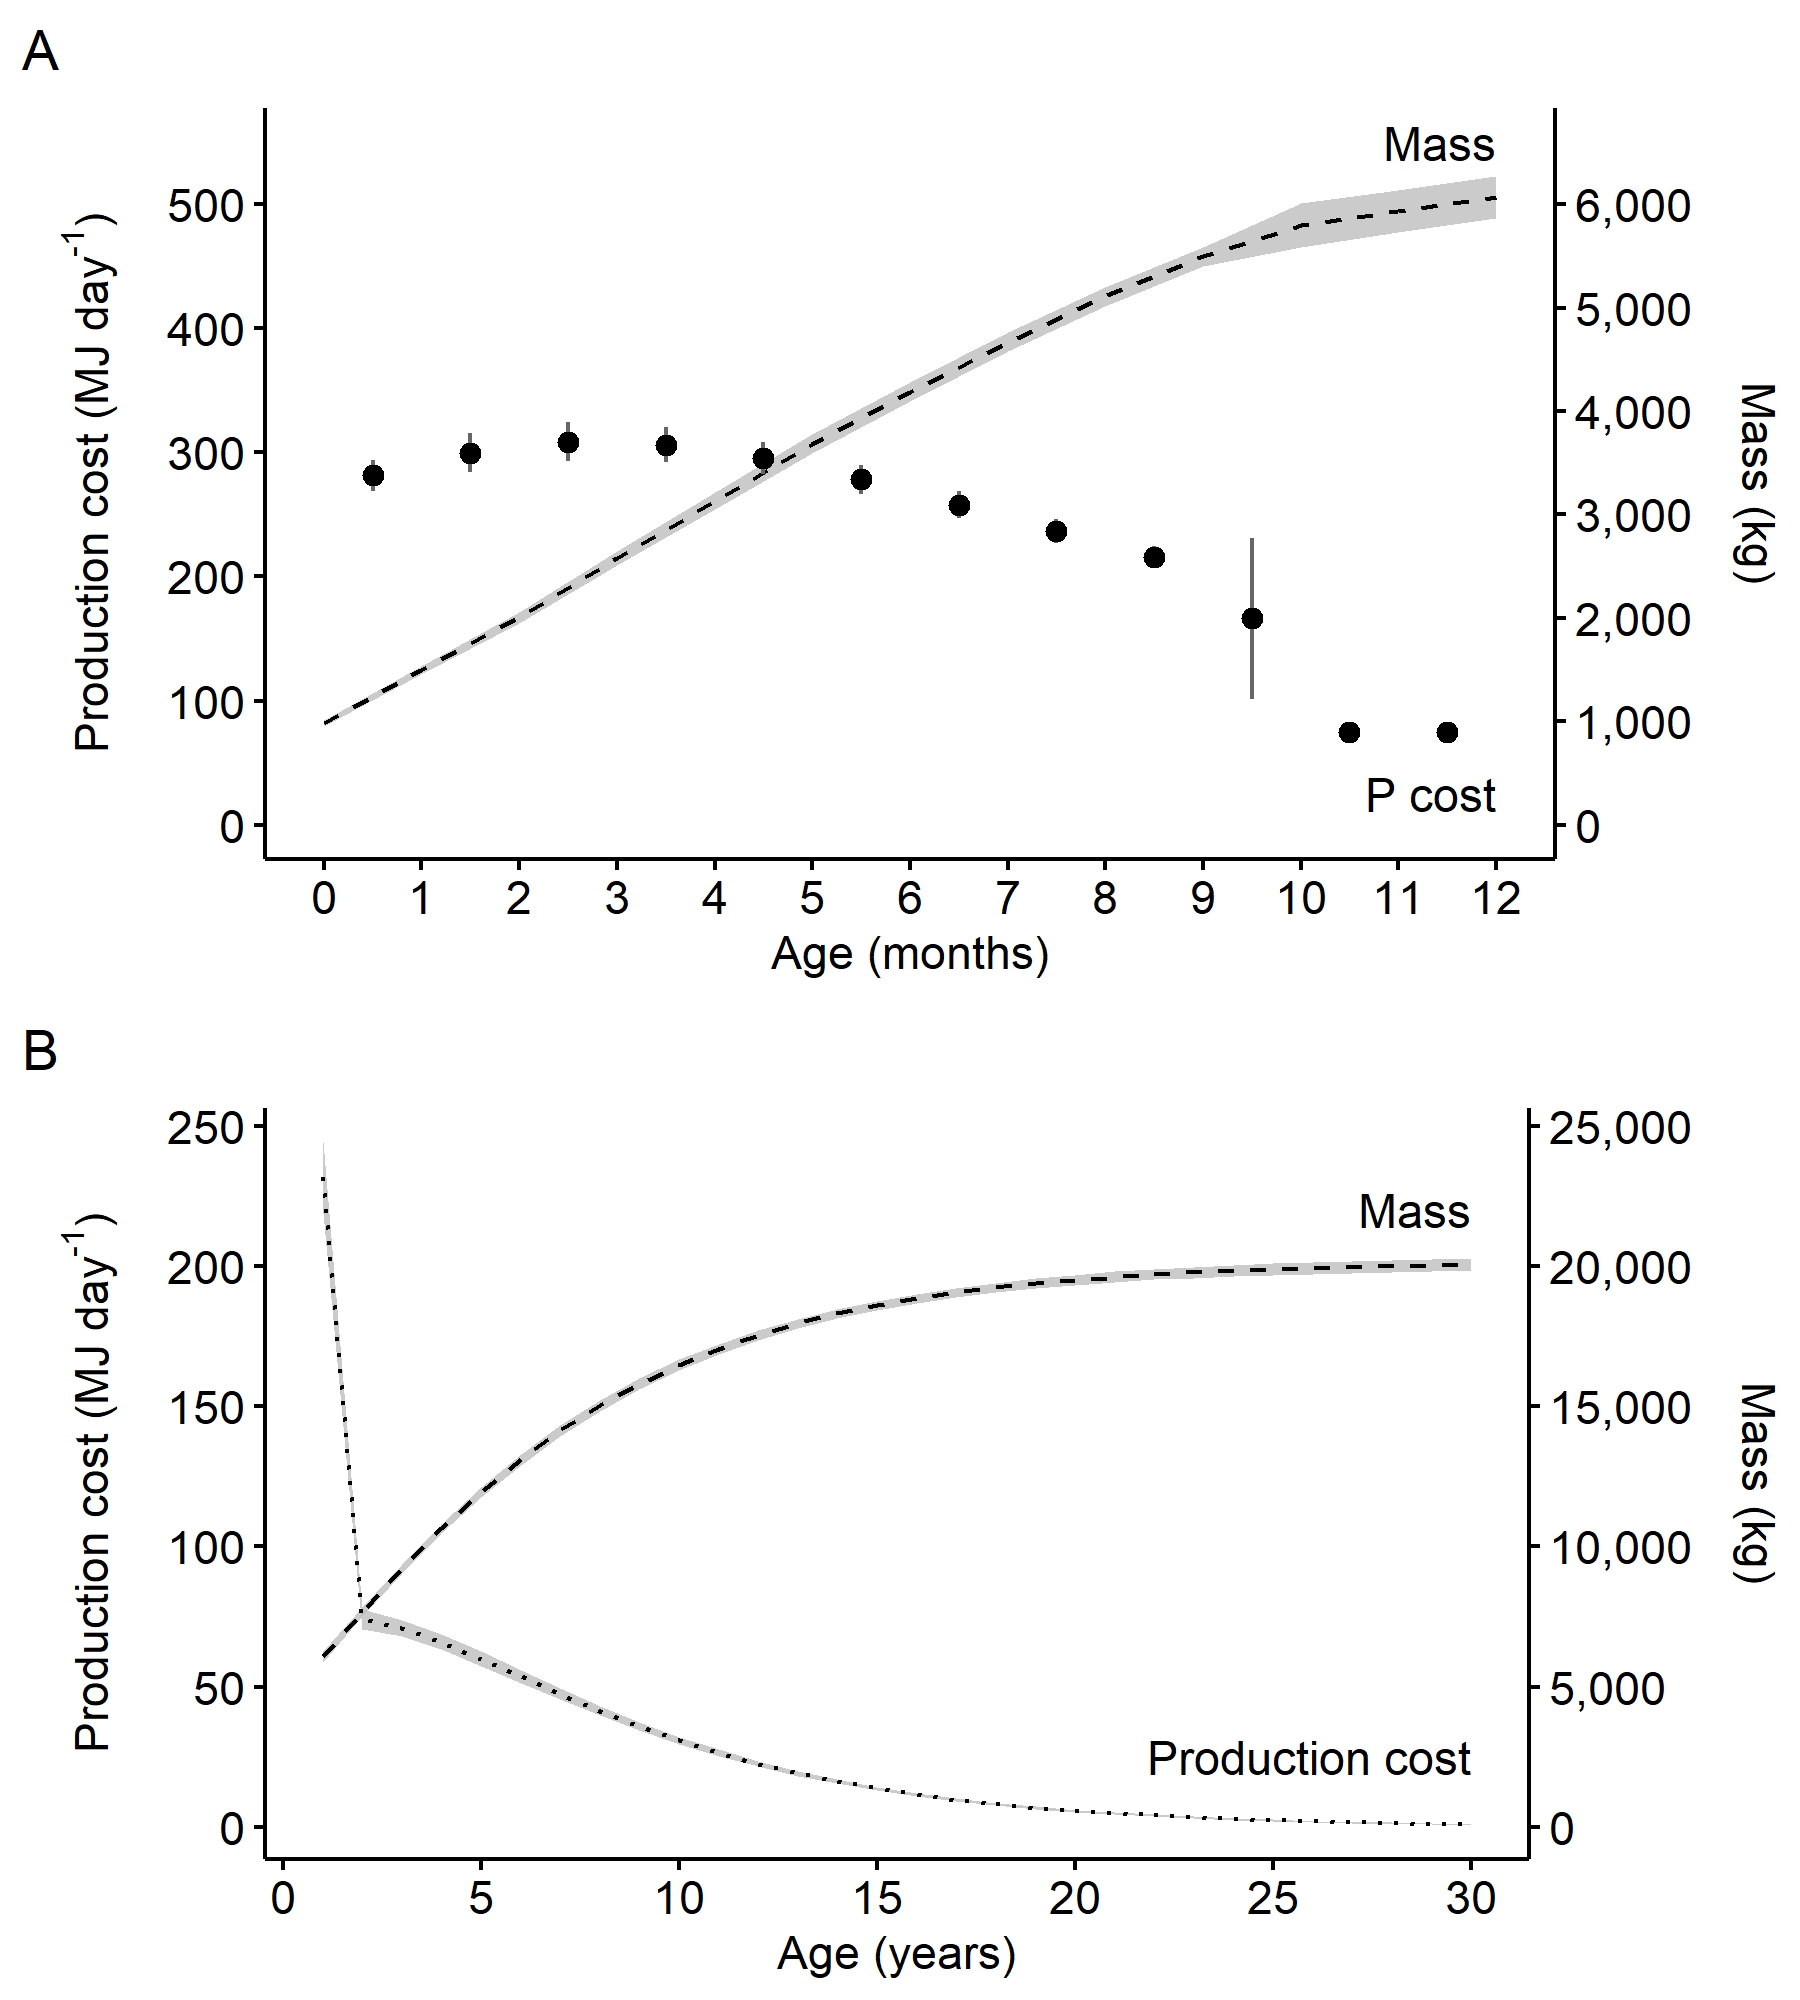 A
Mass
500
400
300
200
100
0
Production cost (MJ day-1)
6,000
5,000
4,000
3,000
2,000
1,000
0
Mass (kg)
P cost
0 1 2 3 4 5 6 7 8 9 10 11 12
Age (months)
B
250
200
150
100
50
0
Production cost (MJ day-1)
25,000
20,000
15,000
10,000
5,000
0
Mass (kg)
Mass
Production cost
0 5 10 15 20 25 30
Age (years)